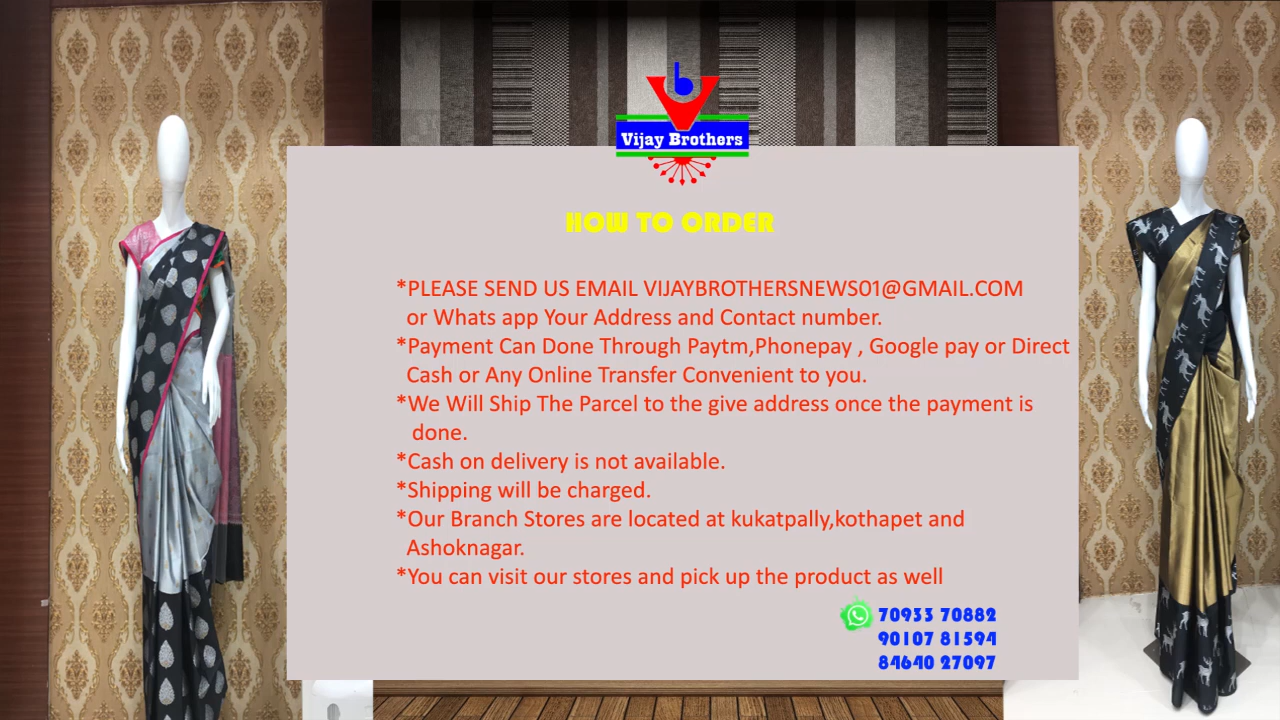 b
Vijay Brothers
HOW TO ORDER
*PLEASE SEND US EMAIL VIJAYBROTHERSNEWS01@GMAIL.COM
or Whats app Your Address and Contact number.
*Payment Can Done Through Paytm,Phonepay , Google pay or Direct
Cash or Any Online Transfer Convenient to you.
*We Will Ship The Parcel to the give address once the payment is
done.
*Cash on delivery is not available.
*Shipping will be charged.
*Our Branch Stores are located at kukatpally,kothapet and
Ashoknagar.
*You can visit our stores and pick up the product as well
70933 70882
90107 81594
84640 27097